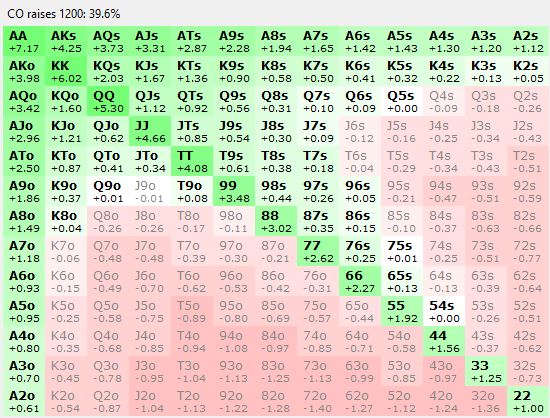 CO raises 1200: 39.6%
AA AKs AQs AJs ATs A9s A8s A7s A6s A5s A4s A3s A2s
+7.17 +4.25 +3.73 +3.31 +2.87 +2.28 +1.94 +1.65 +1.42 +1.43 +1.30 +1.20 +1.12
AKo KK KQs KJs KTs K9s K8s K7s K6s K5s K4s K3s K2s
+3.98 +6.02 +2.03 +1.67 +1.36 +0.90 +0.58 +0.50 +0.41 +0.32 +0.22 +0.13 +0.05
AQo KQo QQ QJs QTs Q9s Q8s Q7s Q6s Q5s Q4s Q3s Q2s
+3.42 +1.60 +5.30 +1.12 +0.92 +0.56 +0.31 +0.10 +0.09 +0.00 -0.09 -0.18 -0.26
AJo KJo QJo JJ JTs J9s J8s J7s J6s J5s J4s J3s J2s
+2.96 +1.21 +0.62 +4.66 +0.85 +0.54 +0.30 +0.09 -0.12 -0.16 -0.25 -0.34 -0.43
ATo KTo QTo JTo TT T9s T8s T7s T6s T5s T4s T3s T2s
+2.50 +0.87 +0.41 +0.34 +4.08 +0.61 +0.38 +0.18 -0.04 -0.29 -0.34 -0.43 -0.51
A9o K9o Q9o J9o T9o 99 98s 97s 96s 95s 94s 93s 92s
+1.86 +0.37 +0.01 -0.01 +0.08 +3.48 +0.44 +0.26 +0.05 -0.21 -0.47 -0.51 -0.59
A8o K8o Q8o J8o T8o 98o 88 87s 86s 85s 84s 83s 82s
+1.49 +0.04 -0.26 -0.26 -0.17 -0.11 +3.02 +0.35 +0.15 -0.10 -0.37 -0.63 -0.66
A7o K7o Q7o J7o T7o 97o 87o 77 76s 75s 74s 73s 72s
+1.18 -0.06 -0.48 -0.48 -0.39 -0.30 -0.21 +2.62 +0.25 +0.01 -0.25 -0.51 -0.77
A6o K6o Q6o J6o T6o 96o 86o 76o 66 65s 64s 63s 62s
+0.93 -0.15 -0.49 -0.70 -0.62 -0.53 -0.42 -0.31 +2.27 +0.13 -0.13 -0.39 -0.64
A5o K5o Q5o J5o T5o 95o 85o 75o 65o 55 54s 53s 52s
+0.95 -0.25 -0.58 -0.75 -0.89 -0.80 -0.69 -0.57 -0.44 +1.92 +0.00 -0.26 -0.51
A4o K4o Q4o J4o T4o 94o 84o 74o 64o 54o 44 43s 42s
+0.80 -0.35 -0.68 -0.85 -0.94 -1.08 -0.97 -0.85 -0.71 -0.58 +1.56 -0.37 -0.62
A3o K3o Q3o J3o T3o 93o 83o 73o 63o 53o 43o 33 32s
+0.70 -0.45 -0.78 -0.95 -1.04 -1.13 -1.25 -1.13 -0.99 -0.85 -0.97 +1.25 -0.73
A2o K2o Q2o J2o T2o 92o 82o 72o 62o 52o 42o 32o 22
+0.61 -0.54 -0.87 -1.04 -1.13 -1.22 -1.28 -1.40 -1.27 -1.12 -1.24 -1.36 +1.00